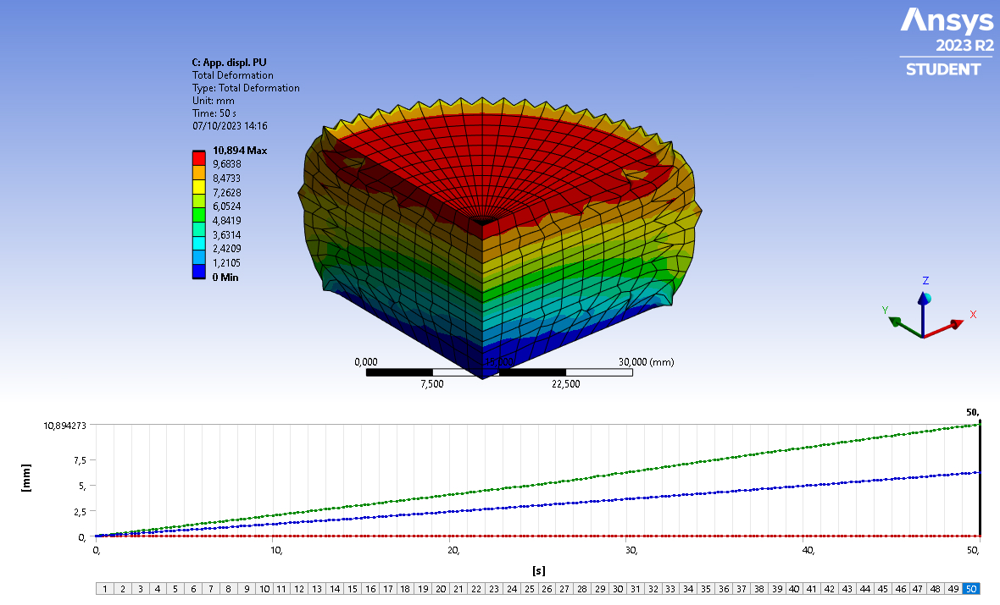 Ansys
2023 R2
STUDENT
C: App. displ. PU
Total Deformation
Type: Total Deformation
Unit: mm
Time: 50 s
07/10/2023 14:16
10,894 Max
9,6838
8,4733
7,2628
6,0524
4,8419
3,6314
2,4209
1,2105
0 Min
Z
Y
X
0,000
30,000 (mm)
7,500
22,500
50,
10,894273
7,5
5,
2,5
0,
[mm]
0, 10, 20, 30, 40, 50,
[s]
1 2 3 4 5 6 7 8 9 10 11 12 13 14 15 16 17 18 19 20 21 22 23 24 25 26 27 28 29 30 31 32 33 34 35 36 37 38 39 40 41 42 43 44 45 46 47 48 49 50